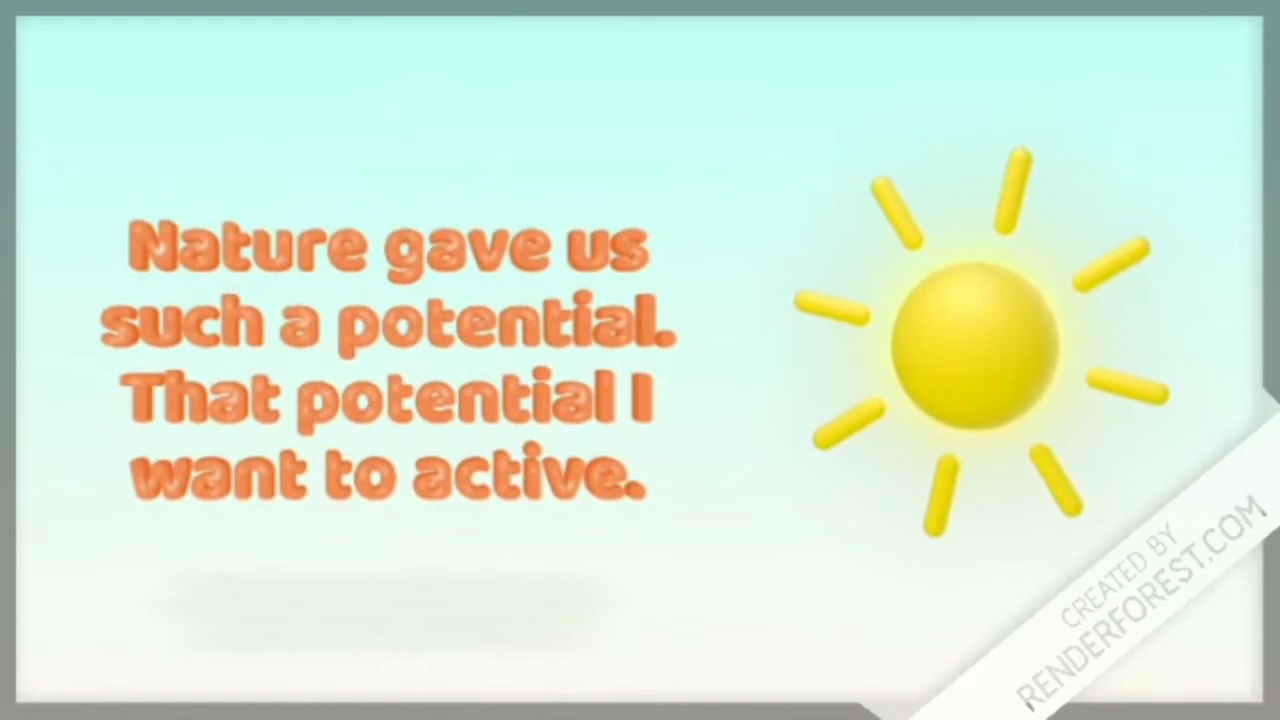 Nature gave us
such a potential.
That potential I
want to active.
CREATED BY
RENDERFOREST.COM